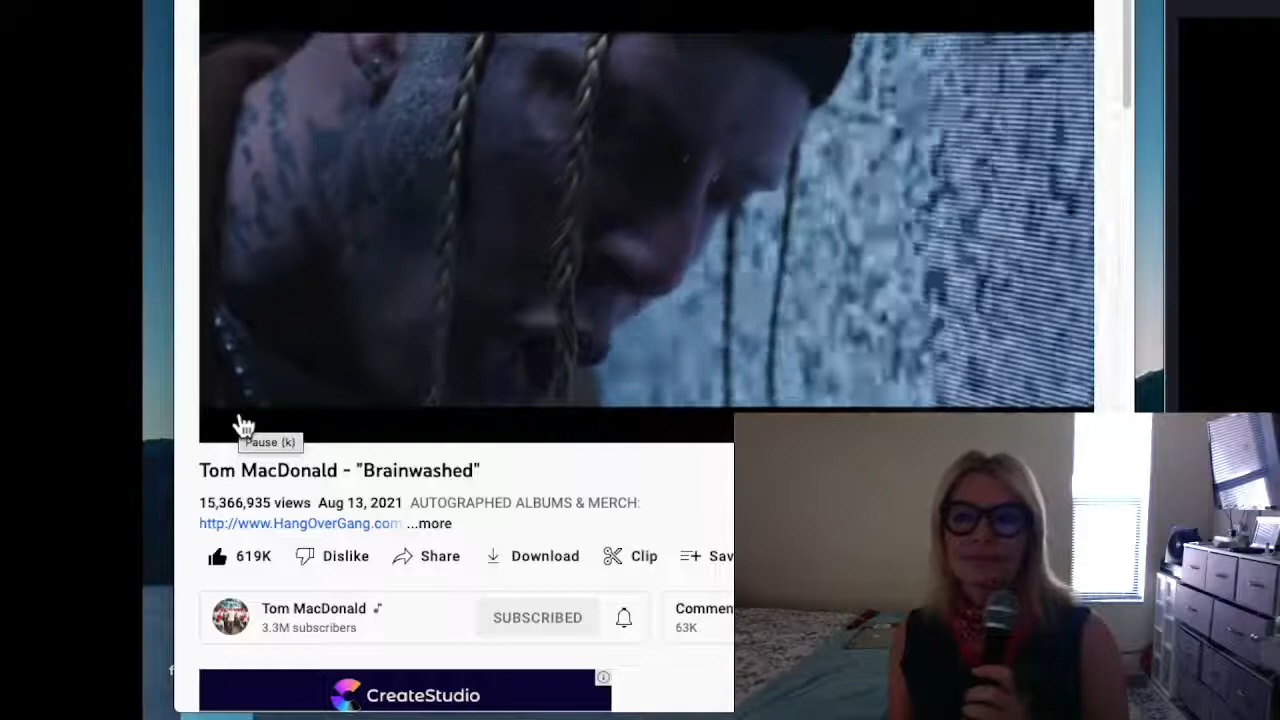 Pause (k)
Tom MacDonald - "Brainwashed"
15,366,935 views Aug 13, 2021 AUTOGRAPHED ALBUMS & MERCH:
http://www.HangOverGang.com ...more
619K Dislike Share Download Clip Sav
Tom MacDonald
3.3M subscribers
SUBSCRIBED
Commen
63K
CreateStudio